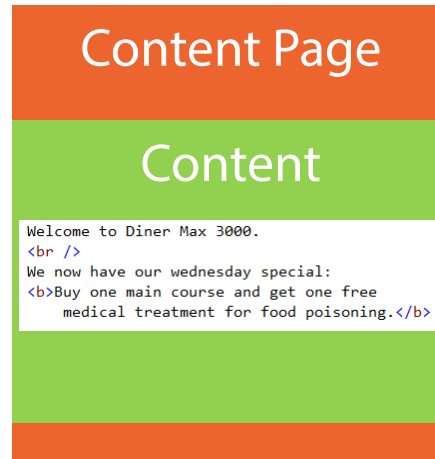 Content Page
Content
Welcome to Diner Max 3000.
<br />
We now have our wednesday special:
<b>Buy one main course and get one free
medical treatment for food poisoning.</b>